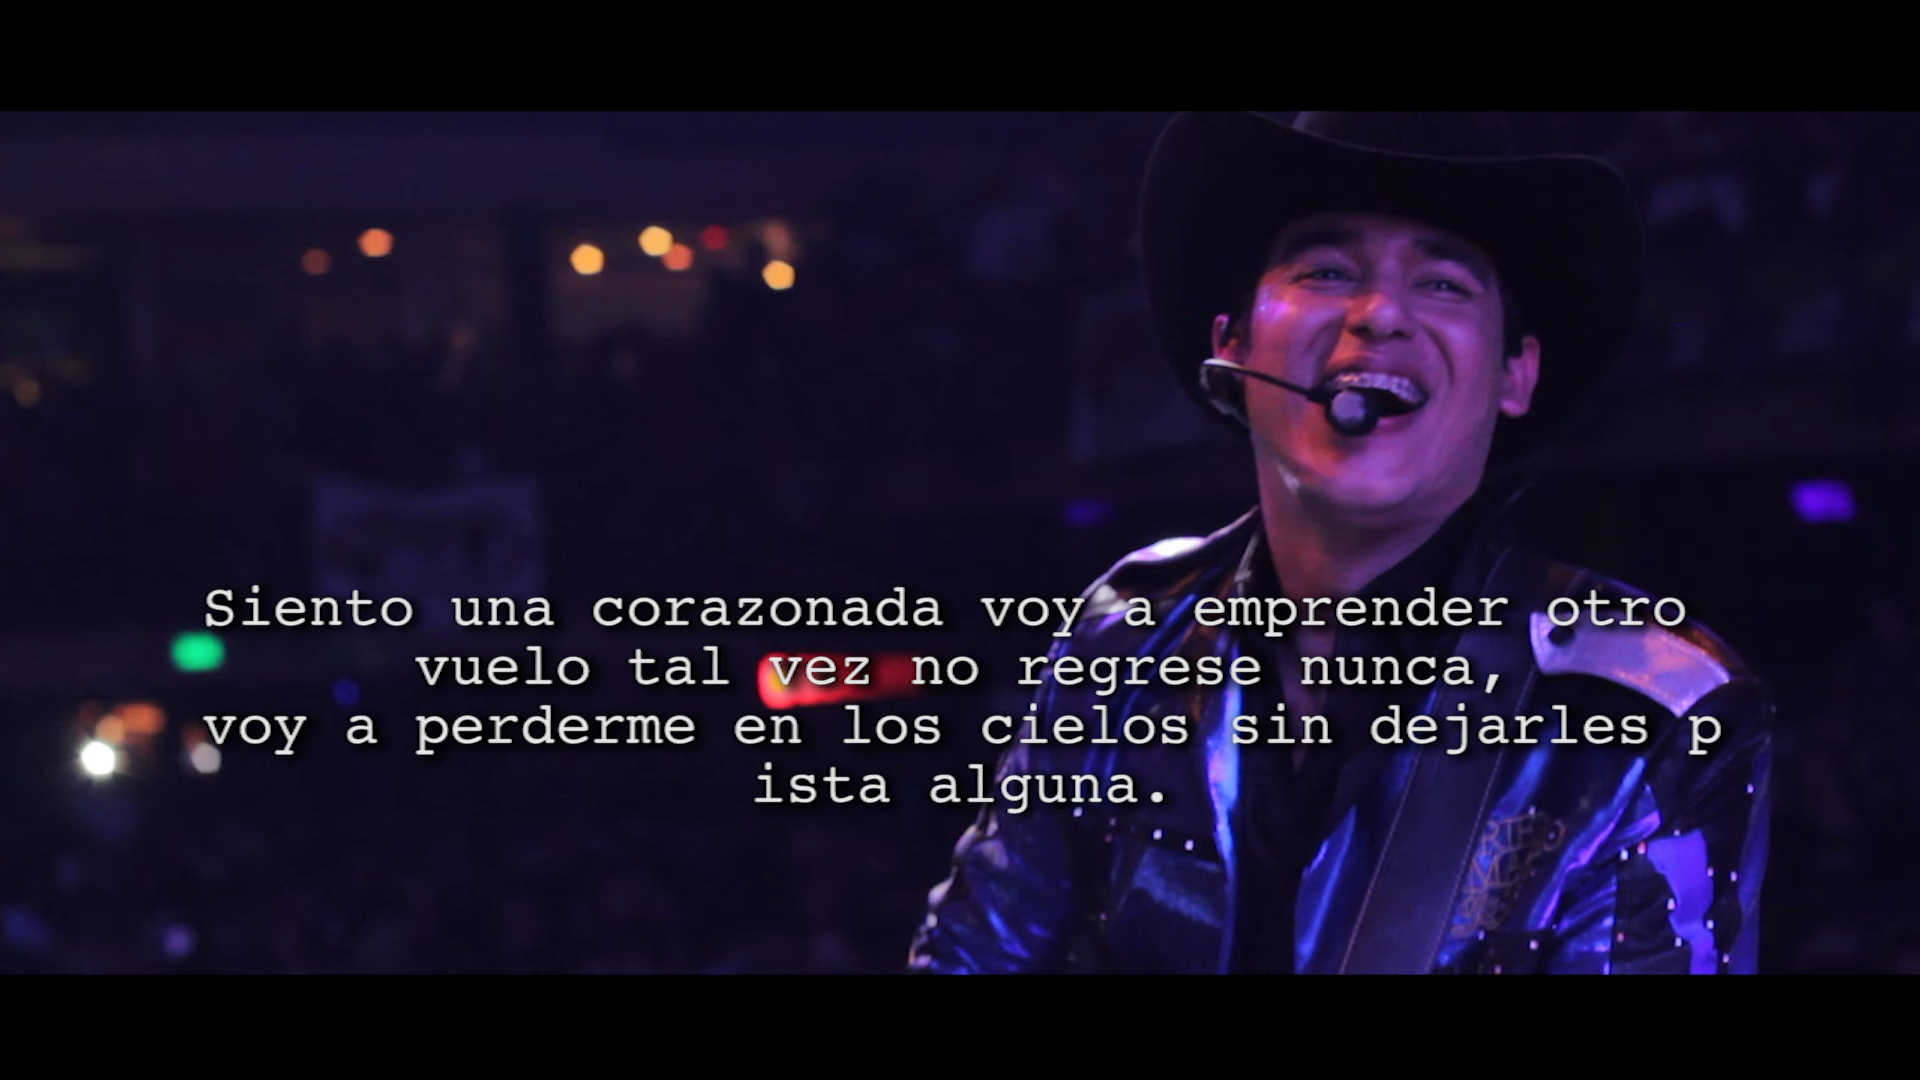 Siento una corazonada voy a emprender otro
vuelo tal vez no regrese nunca,
voy a perderme en los cielos sin dejarles p
ista alguna.